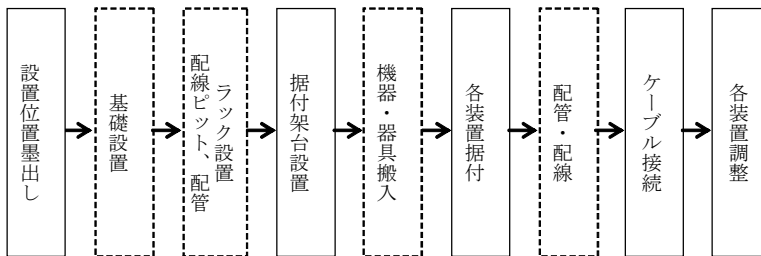 設置位置墨出し
基礎設置
配線ピット、配管
ラック設置
据付架台設置
機器・器具搬入
各装置据付
配管・配線
ケーブル接続
各装置調整